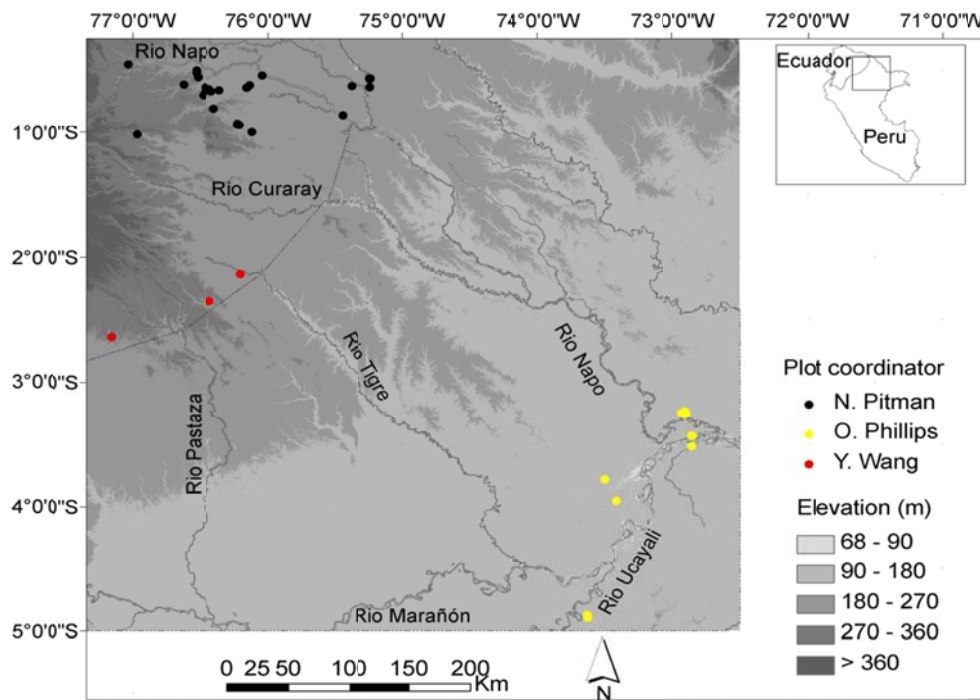 77°0'0"W 76°0'0"W 75°0'0"W 74°0'0"W 73°0'0"W 72°0'0"W 71°0'0"W
Rio Napo
Ecuador
Peru
1°0'0"S
Rio Curaray
2°0'0"S
Rio Napo
Rio Tigre
3°0'0"S
Rio Pastaza
4°0'0"S
Rio Ucayali
Rio Marañón
5°0'0"S
Plot coordinator
N. Pitman
O. Phillips
Y. Wang
Elevation (m)
68 - 90
90 - 180
180 - 270
270 - 360
> 360
0 25 50 100 150 200
Km
N